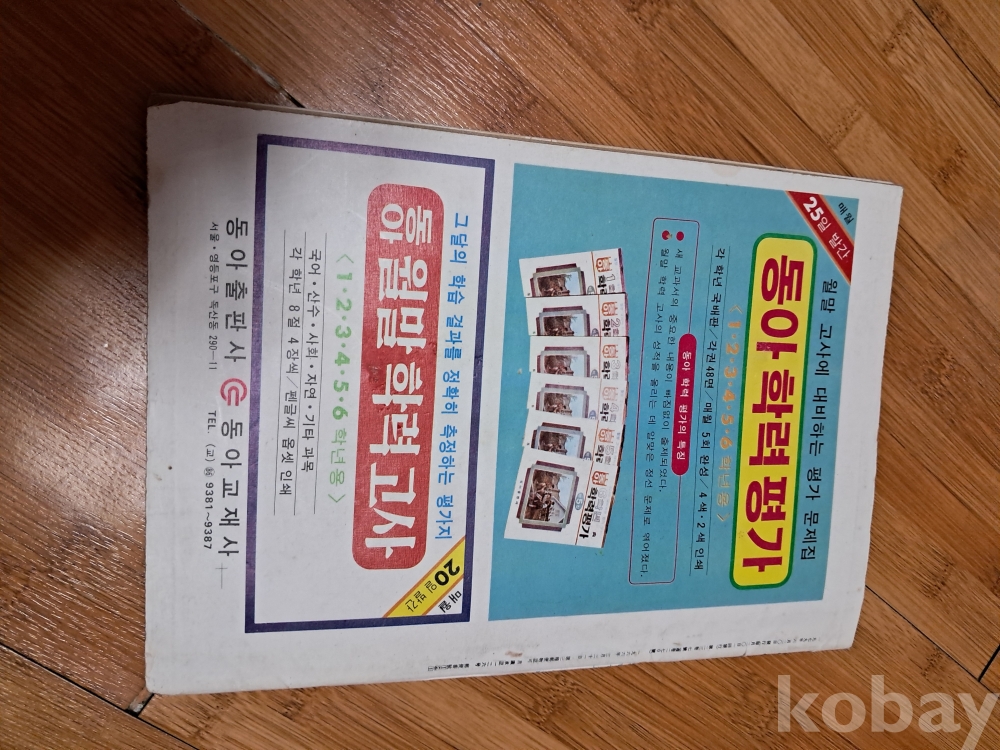 매월
25일 발간
월말 고사에 대비하는 평가 문제집
동아 학력평가
〈1·2·3·4·5·6 학년용〉
각 학년 국배판·각권 48면/매월 5회 완성/4색·2색 인쇄
동아 학력 평가의 특징
새 교과서의 중요한 내용이 빠짐없이 출제되었다.
월말 학력 고사의 성적을 올리는 데 알맞은 정선 문제로 엮어졌다.
학력평가
그달의 학습 결과를 정확히 측정하는 평가지
매월
20일 발간
동아 월말학력고사
〈1·2·3·4·5·6 학년용〉
국어·산수·사회·자연·기타 과목
각 학년 8절 4장씩/펜글씨 옵셋 인쇄
동아출판사 동아교재사
서울·영등포구 독산동 290—11 TEL. (교) 9381~9387
kobay